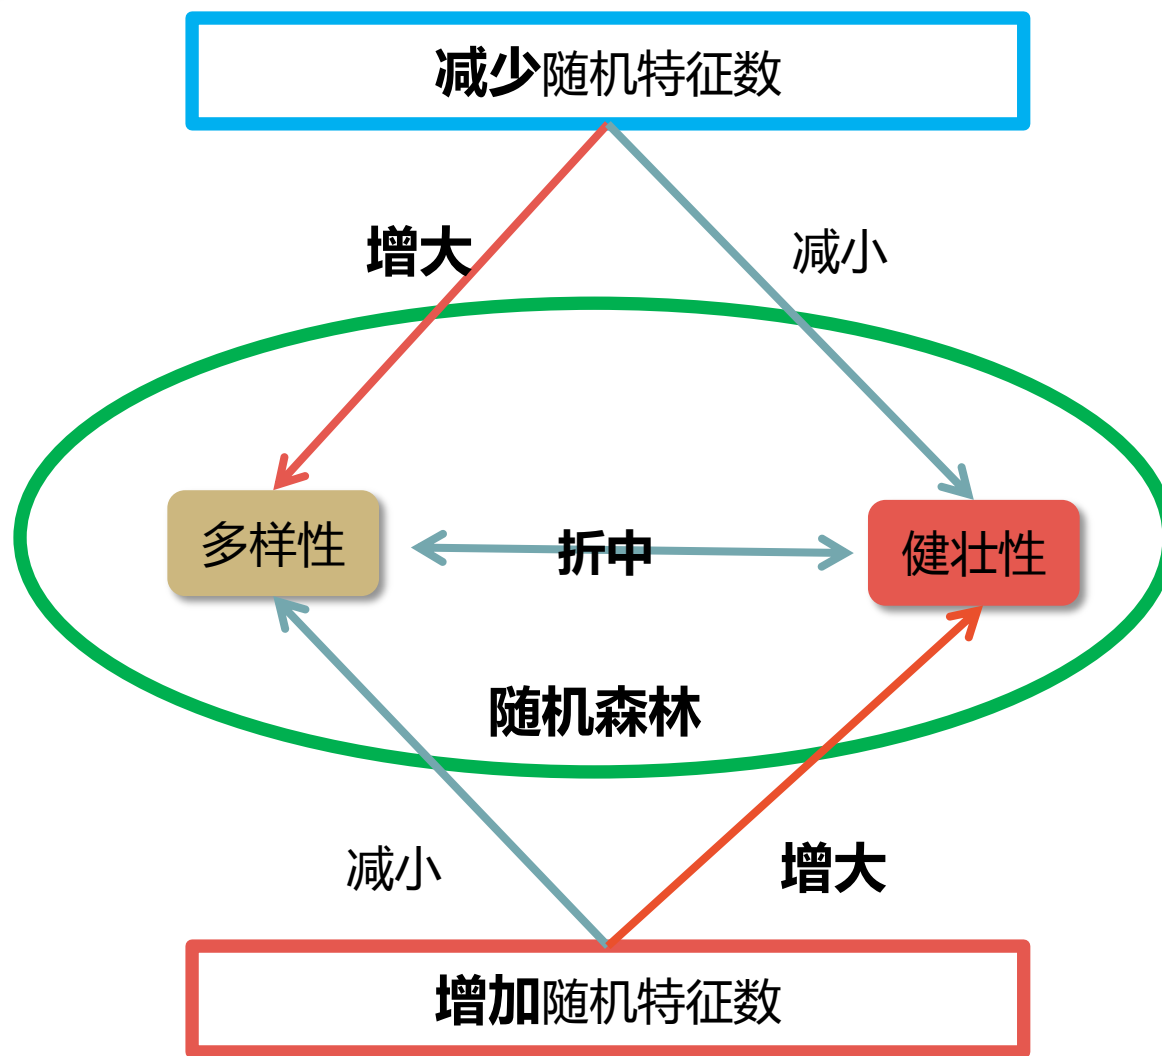 减少随机特征数
增大
减小
多样性
折中
健壮性
随机森林
减小
增大
增加随机特征数